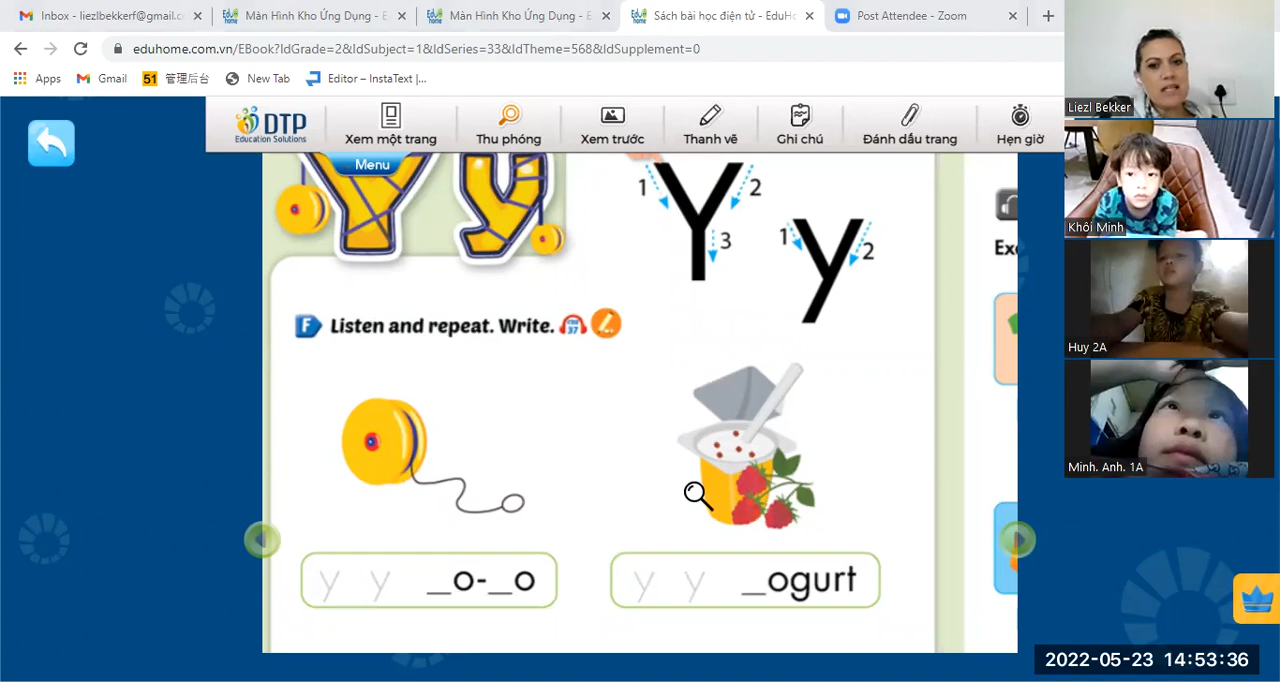 Inbox - liezlbekkerf@gmail.c
Màn Hình Kho Ứng Dụng - E
Màn Hình Kho Ứng Dụng - E
Sách bài học điện tử - EduHo
Post Attendee - Zoom
eduhome.com.vn/EBook?IdGrade=2&IdSubject=1&IdSeries=33&IdTheme=568&IdSupplement=0
Apps
Gmail
51 管理后台
New Tab
Editor – InstaText |...
DTP
Education Solutions
Xem một trang
Thu phóng
Xem trước
Thanh vẽ
Ghi chú
Đánh dấu trang
Hẹn giờ
Menu
Y y
1 Y 2
3
1 y 2
F Listen and repeat. Write.
37
Exe
y y _o-_o
y y _ogurt
Liezl Bekker
Khôi Minh
Huy 2A
Minh. Anh. 1A
2022-05-23 14:53:36